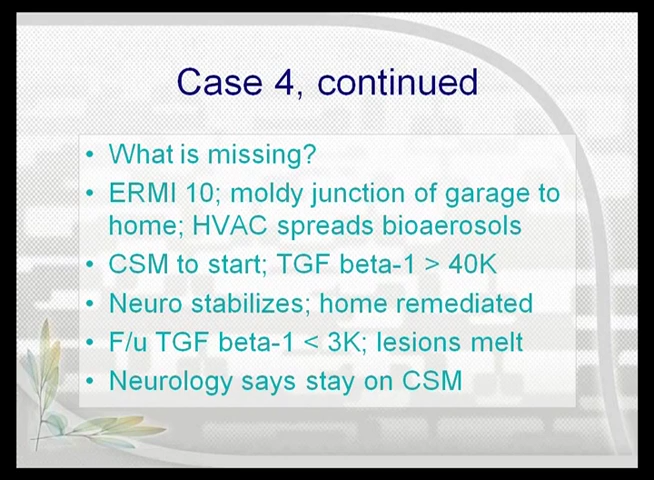 Case 4, continued
• What is missing?
• ERMI 10; moldy junction of garage to
home; HVAC spreads bioaerosols
• CSM to start; TGF beta-1 > 40K
• Neuro stabilizes; home remediated
• F/u TGF beta-1 < 3K; lesions melt
• Neurology says stay on CSM